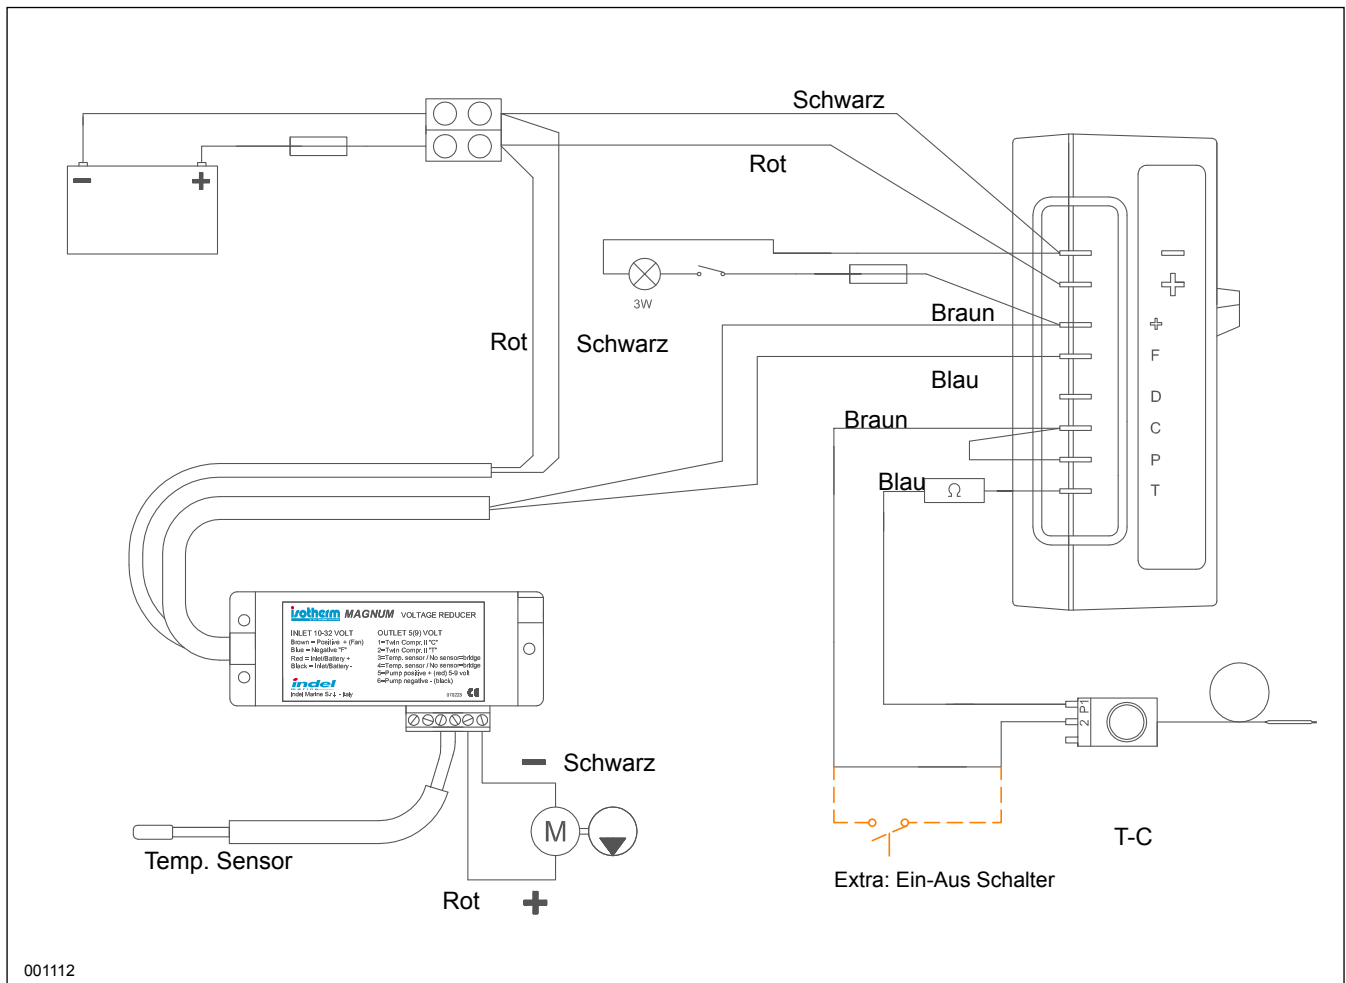 Schwarz
Rot
3W
Rot
Schwarz
Braun
Blau
Braun
Blau
Ω
F
D
C
P
T
isotherm MAGNUM VOLTAGE REDUCER
INLET 10-32 VOLT
Brown = Positive + (Fan)
Blue = Negative "F"
Red = Inlet/Battery +
Black = Inlet/Battery -
indel
Indel Marine S.r.l. - Italy
OUTLET 5(9) VOLT
1=Twin Compr. II "C"
2=Twin Compr. II "T"
3=Temp. sensor / No sensor=bridge
4=Temp. sensor / No sensor=bridge
5=Pump positive + (red) 5-9 volt
6=Pump negative - (black)
070223 CE
P1
2
Schwarz
M
Temp. Sensor
Rot
T-C
Extra: Ein-Aus Schalter
001112